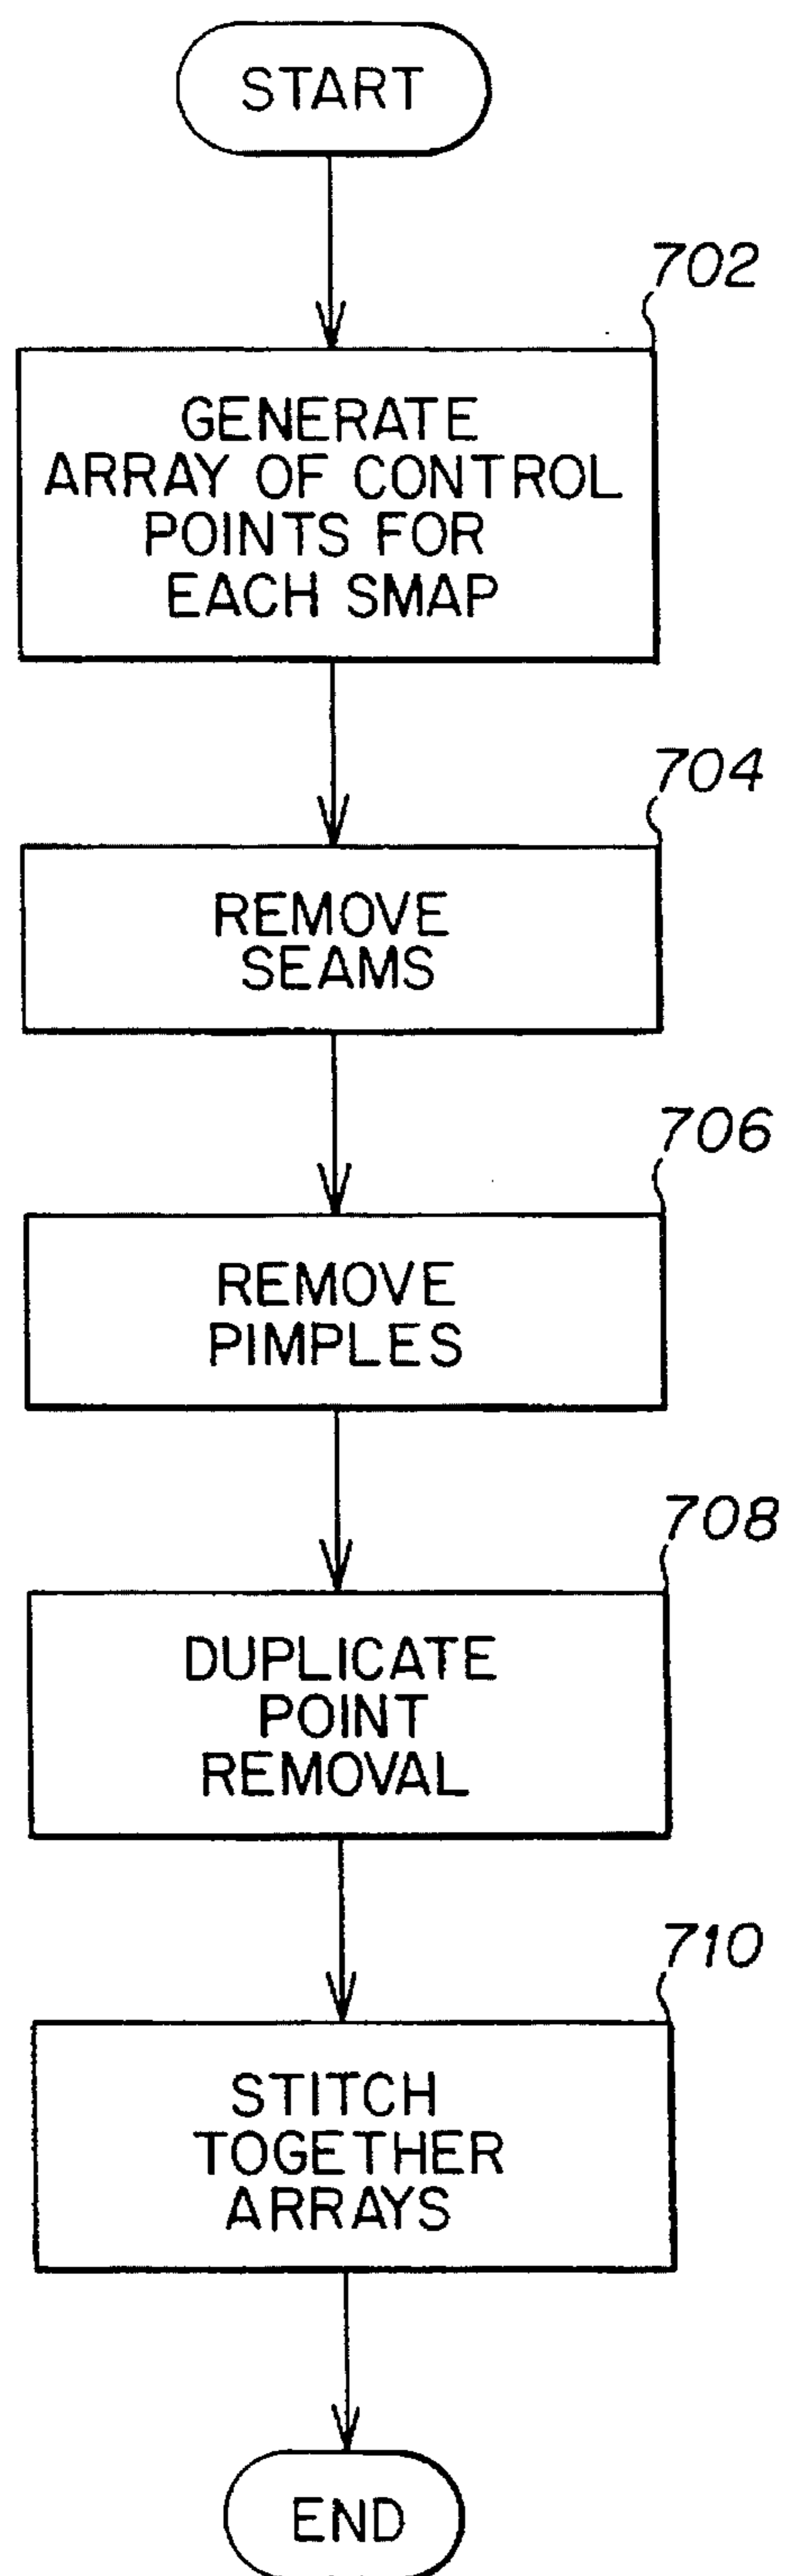 START
702
GENERATE
ARRAY OF CONTROL
POINTS FOR
EACH SMAP
704
REMOVE
SEAMS
706
REMOVE
PIMPLES
708
DUPLICATE
POINT
REMOVAL
710
STITCH
TOGETHER
ARRAYS
END